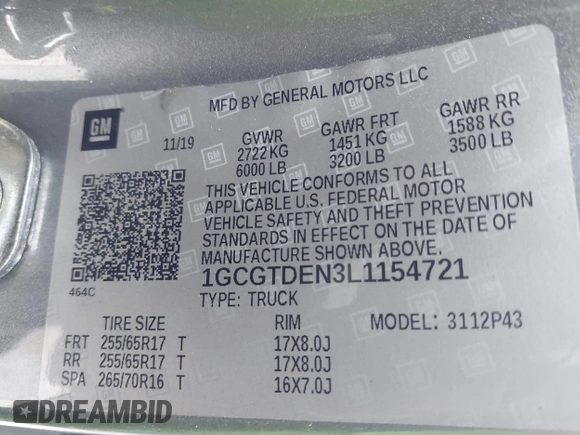 GM
MFD BY GENERAL MOTORS LLC
11/19 GVWR GAWR FRT GAWR RR
2722 KG 1451 KG 1588 KG
6000 LB 3200 LB 3500 LB
THIS VEHICLE CONFORMS TO ALL
APPLICABLE U.S. FEDERAL MOTOR
VEHICLE SAFETY AND THEFT PREVENTION
STANDARDS IN EFFECT ON THE DATE OF
MANUFACTURE SHOWN ABOVE.
464C
1GCGTDEN3L1154721
TYPE: TRUCK
MODEL: 3112P43
TIRE SIZE RIM
FRT 255/65R17 T 17X8.0J
RR 255/65R17 T 17X8.0J
SPA 265/70R16 T 16X7.0J
DREAMBID